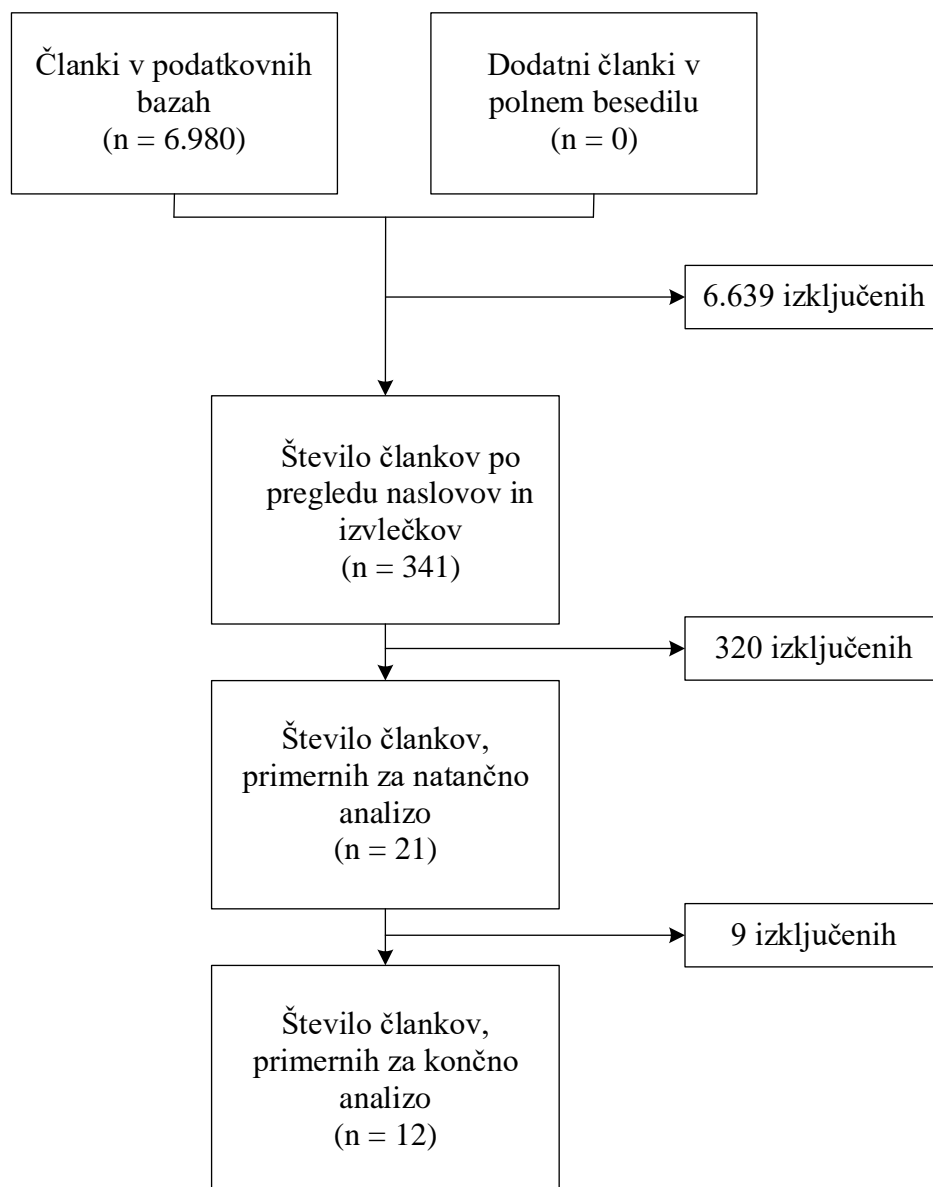 Članki v podatkovnih
bazah
(n = 6.980)
Dodatni članki v
polnem besedilu
(n = 0)
6.639 izključenih
Število člankov po
pregledu naslovov in
izvlečkov
(n = 341)
320 izključenih
Število člankov,
primernih za natančno
analizo
(n = 21)
9 izključenih
Število člankov,
primernih za končno
analizo
(n = 12)